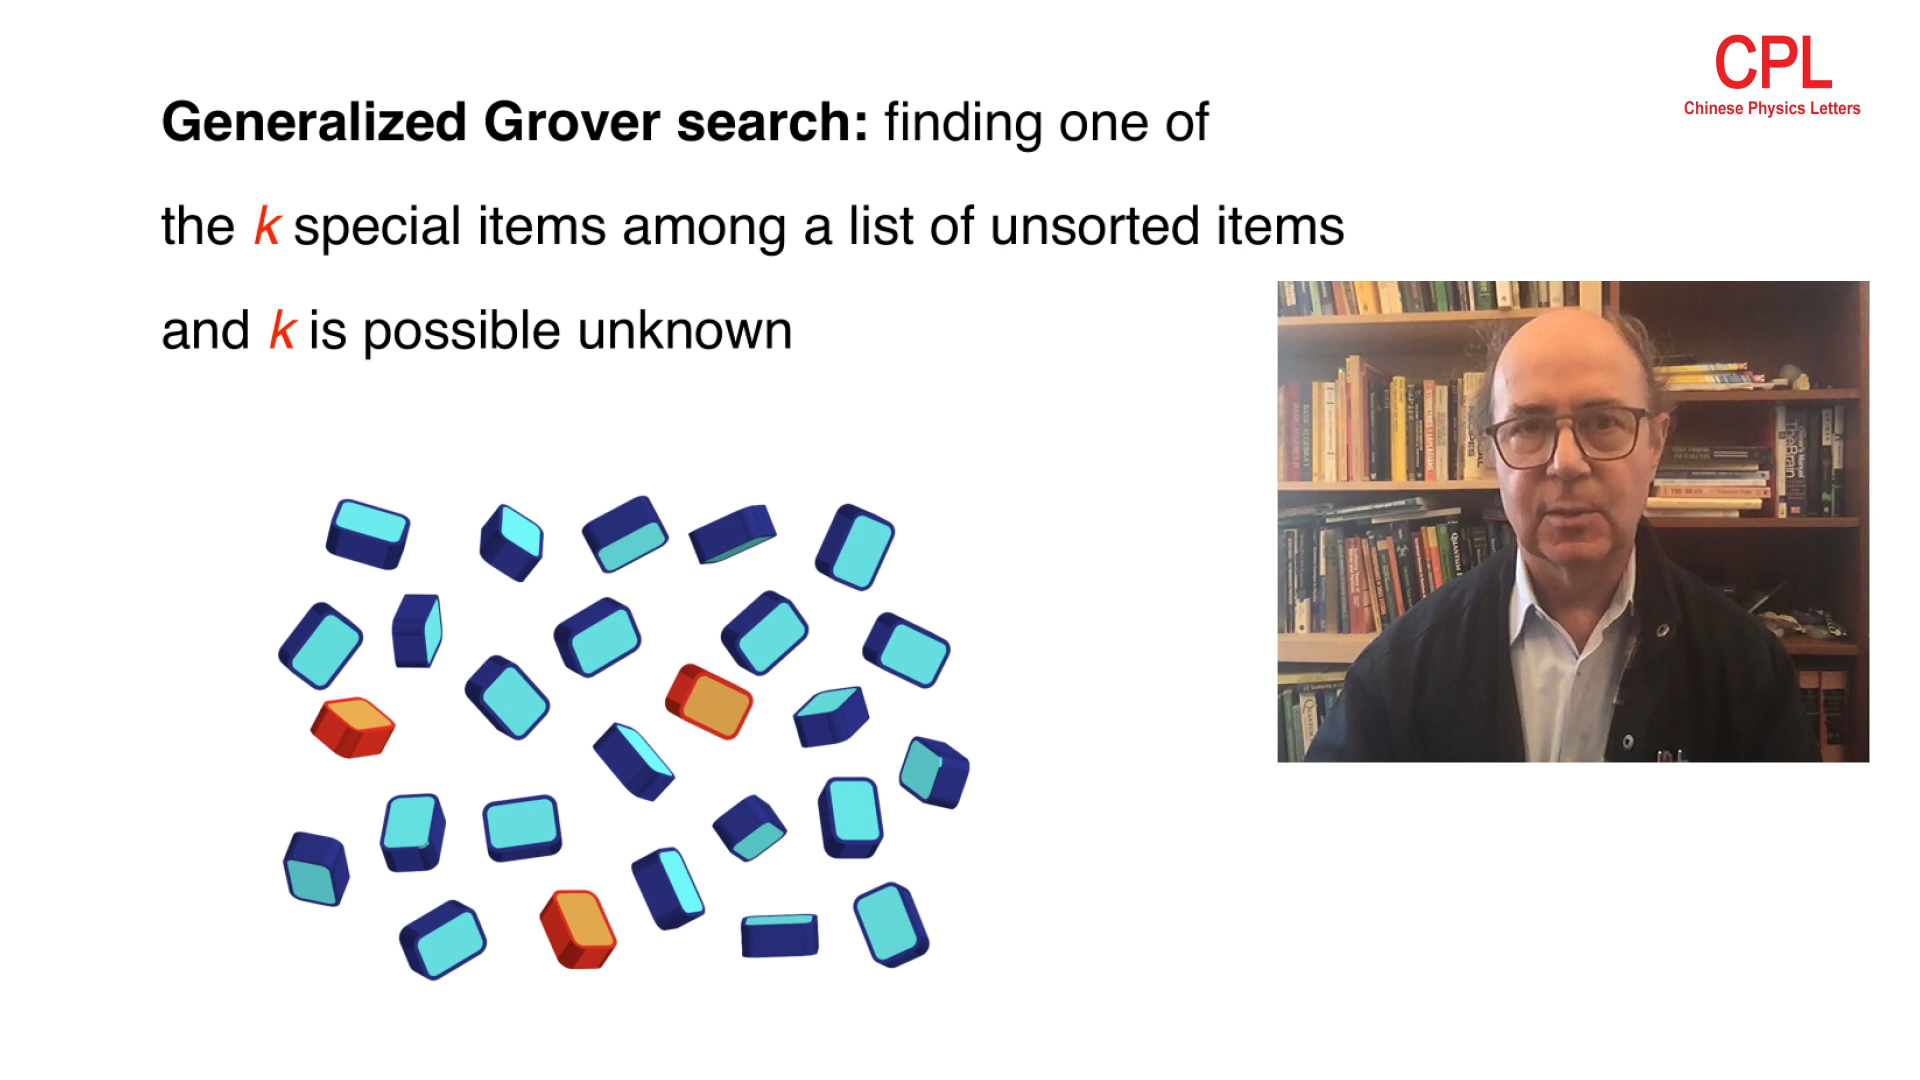 CPL
Chinese Physics Letters
Generalized Grover search: finding one of
the k special items among a list of unsorted items
and k is possible unknown